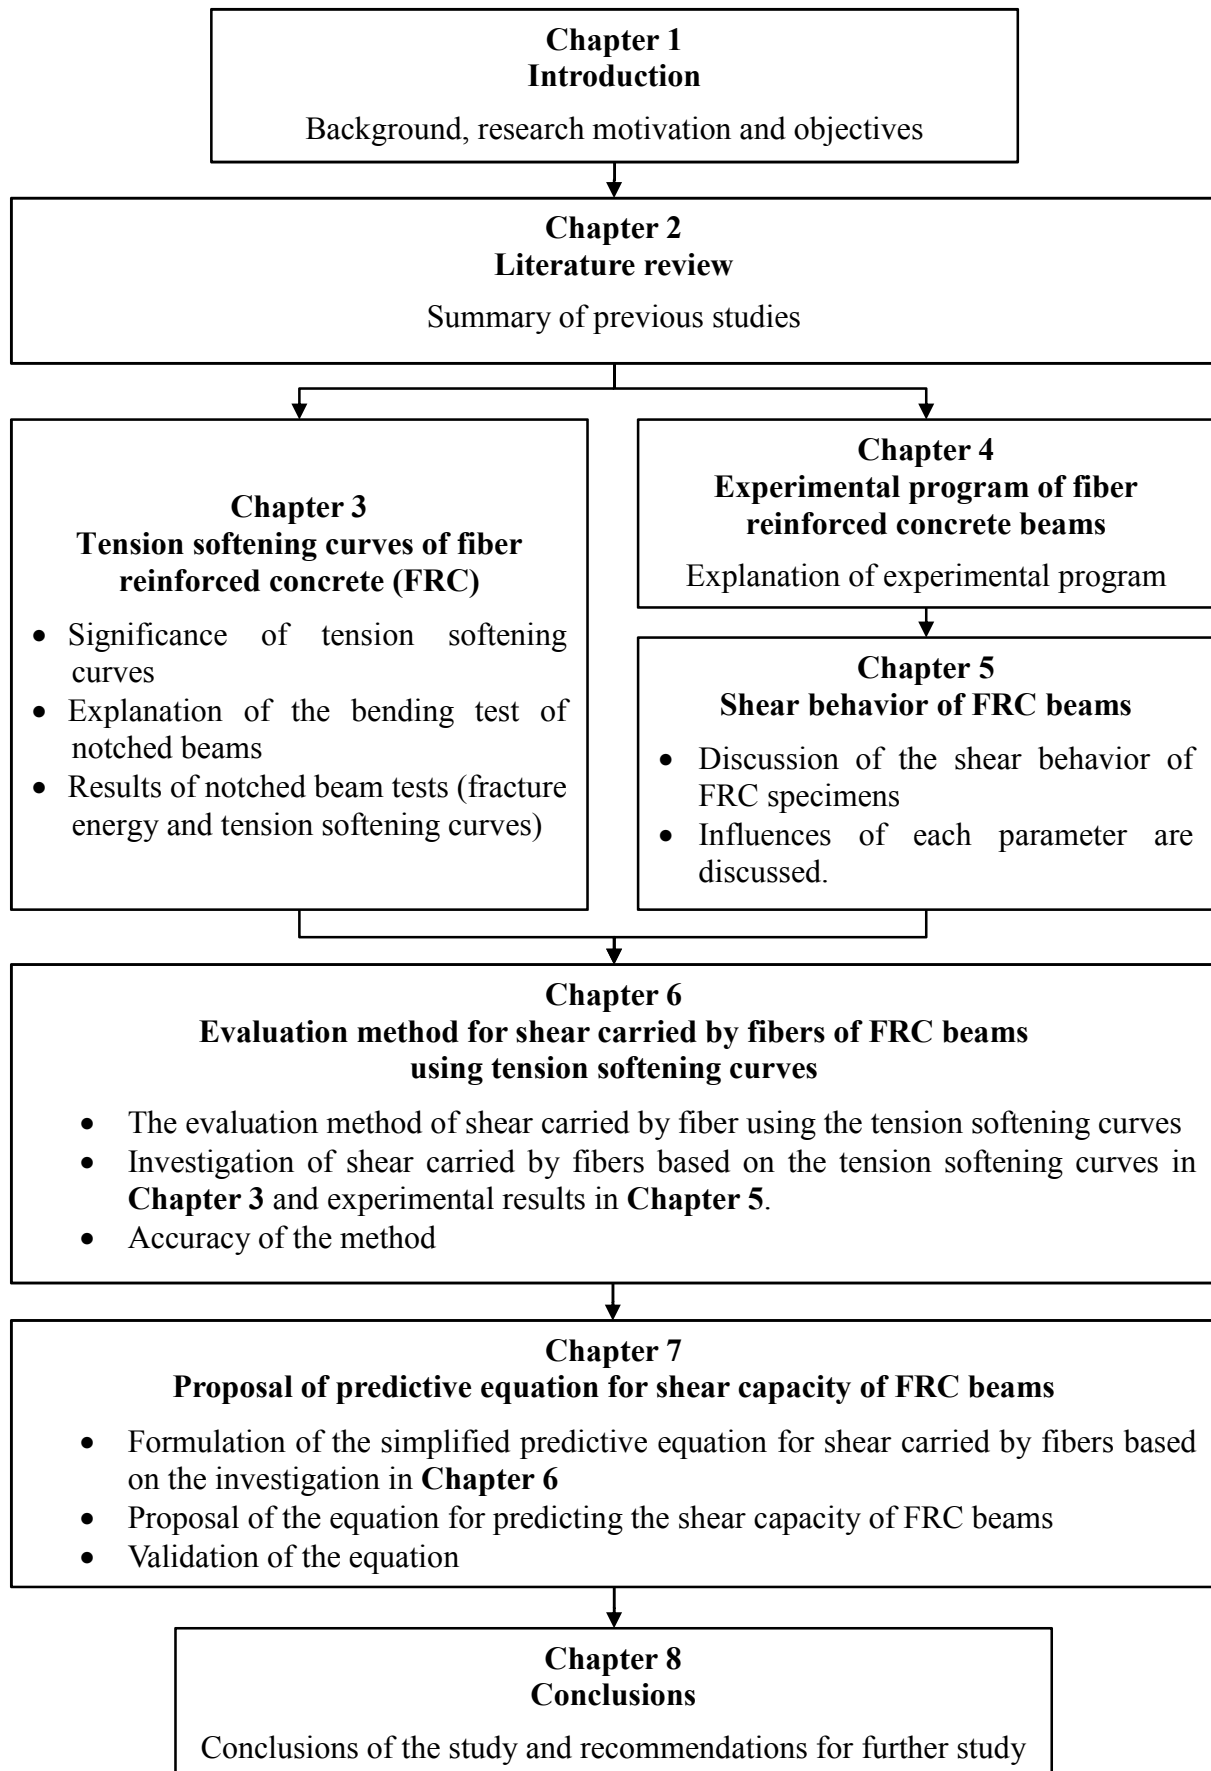 Chapter 1
Introduction
Background, research motivation and objectives
Chapter 2
Literature review
Summary of previous studies
Chapter 3
Tension softening curves of fiber
reinforced concrete (FRC)
• Significance of tension softening
curves
• Explanation of the bending test of
notched beams
• Results of notched beam tests (fracture
energy and tension softening curves)
Chapter 4
Experimental program of fiber
reinforced concrete beams
Explanation of experimental program
Chapter 5
Shear behavior of FRC beams
• Discussion of the shear behavior of
FRC specimens
• Influences of each parameter are
discussed.
Chapter 6
Evaluation method for shear carried by fibers of FRC beams
using tension softening curves
• The evaluation method of shear carried by fiber using the tension softening curves
• Investigation of shear carried by fibers based on the tension softening curves in
Chapter 3 and experimental results in Chapter 5.
• Accuracy of the method
Chapter 7
Proposal of predictive equation for shear capacity of FRC beams
• Formulation of the simplified predictive equation for shear carried by fibers based
on the investigation in Chapter 6
• Proposal of the equation for predicting the shear capacity of FRC beams
• Validation of the equation
Chapter 8
Conclusions
Conclusions of the study and recommendations for further study